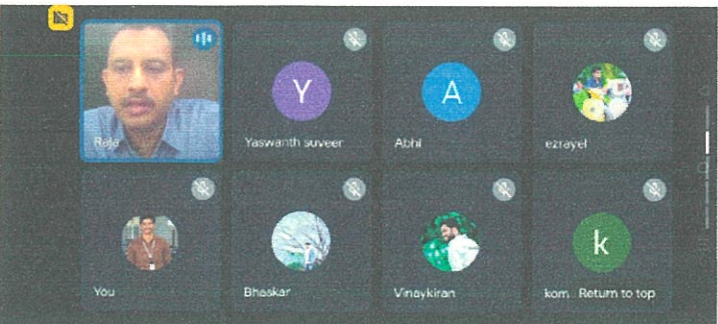 Raja
Y
Yaswanth suveer
A
Abhi
ezrayel
You
Bhaskar
Vinaykiran
k
kom... Return to top